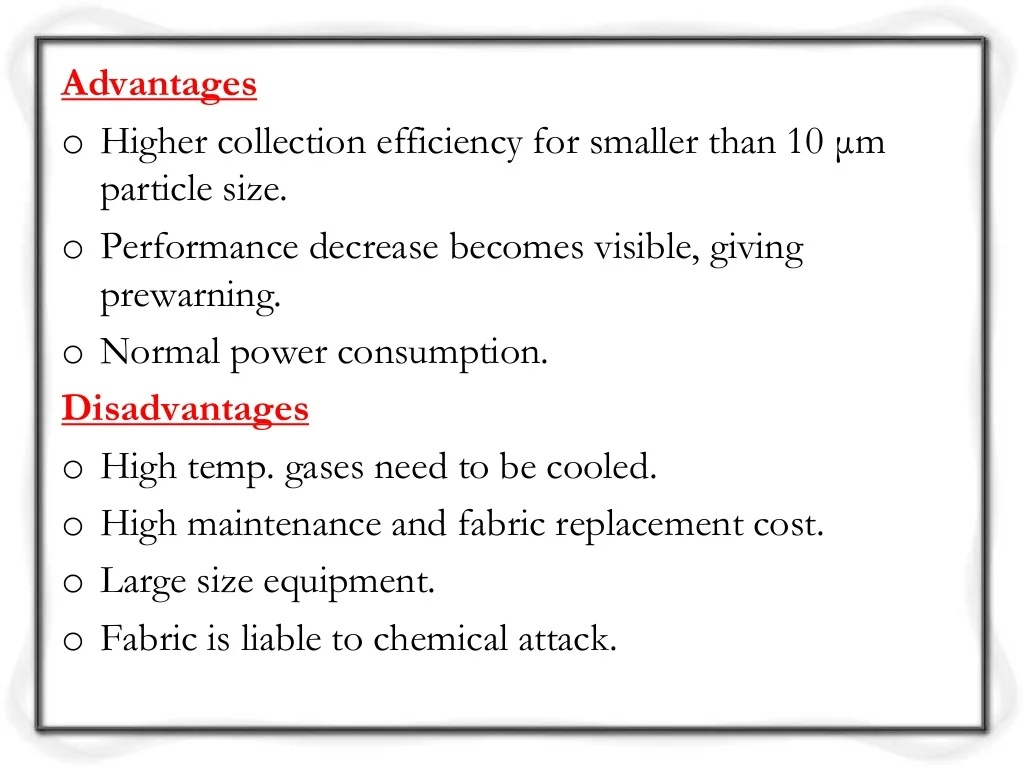 Advantages
o Higher collection efficiency for smaller than 10 μm
particle size.
o Performance decrease becomes visible, giving
prewarning.
o Normal power consumption.
Disadvantages
o High temp. gases need to be cooled.
o High maintenance and fabric replacement cost.
o Large size equipment.
o Fabric is liable to chemical attack.